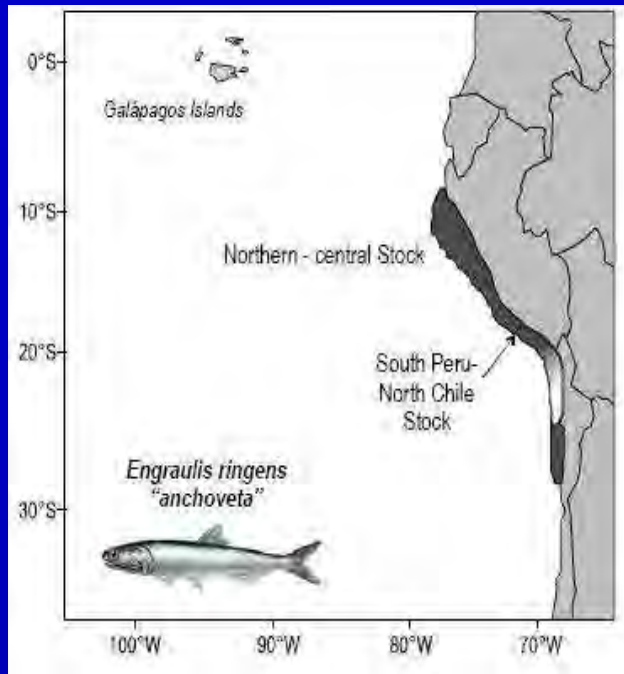 0°S
Galápagos Islands
10°S
Northern - central Stock
20°S
South Peru-
North Chile
Stock
Engraulis ringens
"anchoveta"
30°S
100°W 90°W 80°W 70°W